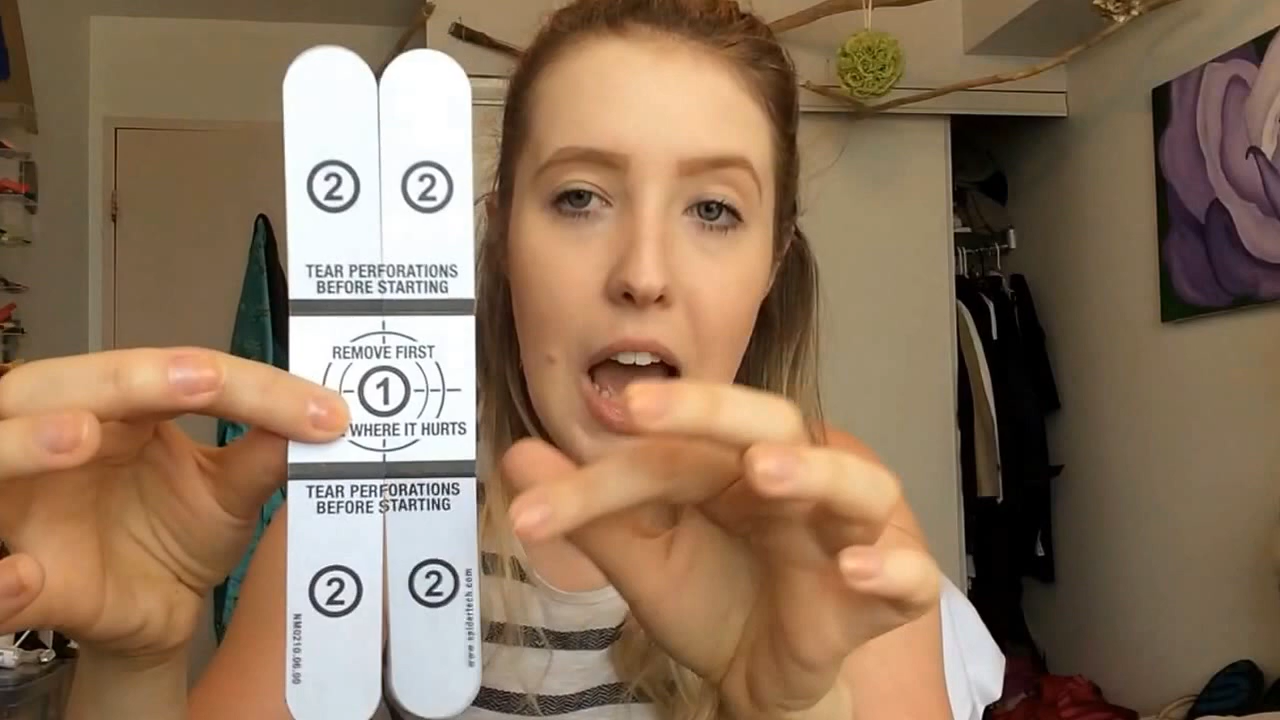 2 2
TEAR PERFORATIONS
BEFORE STARTING
REMOVE FIRST
1
WHERE IT HURTS
TEAR PERFORATIONS
BEFORE STARTING
2 2
NM0210.06.00
www.spidertech.com